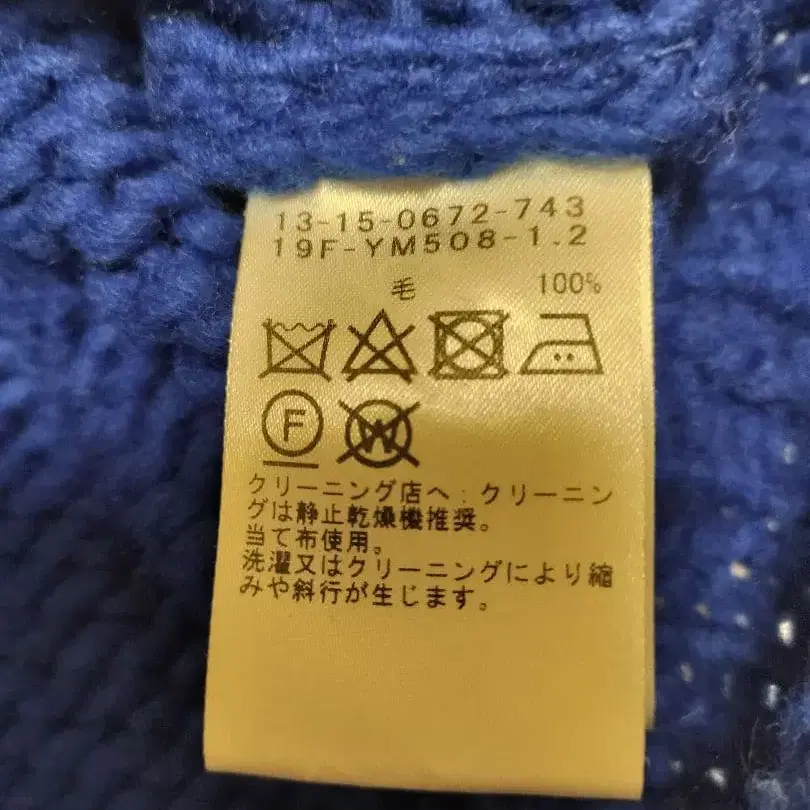 13-15-0672-743
19F-YM508-1.2
毛 100%
F W
クリーニング店へ:クリーニン
グは静止乾燥機推奨。
当て布使用。
洗濯又はクリーニングにより縮
みや斜行が生じます。